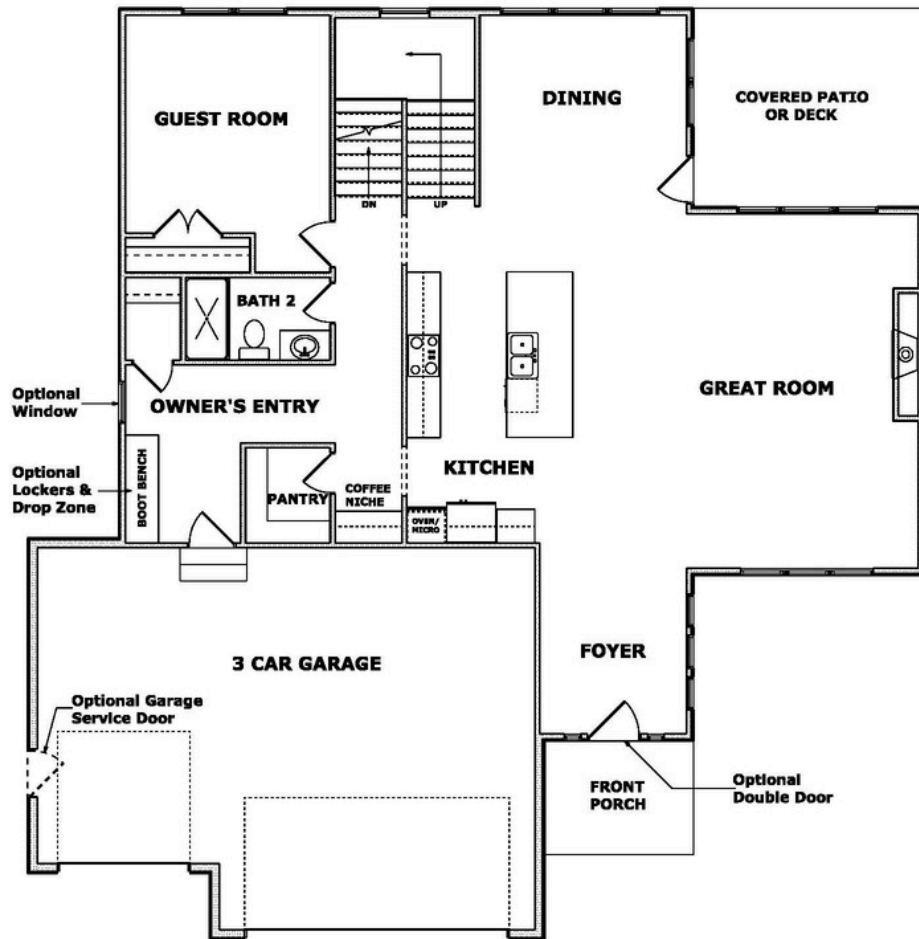 GUEST ROOM
DINING
COVERED PATIO
OR DECK
DN
UP
BATH 2
Optional
Window
OWNER'S ENTRY
GREAT ROOM
Optional
Lockers &
Drop Zone
BOOT BENCH
PANTRY
COFFEE
NICHE
KITCHEN
OVEN/
MICRO
3 CAR GARAGE
FOYER
Optional Garage
Service Door
FRONT
PORCH
Optional
Double Door